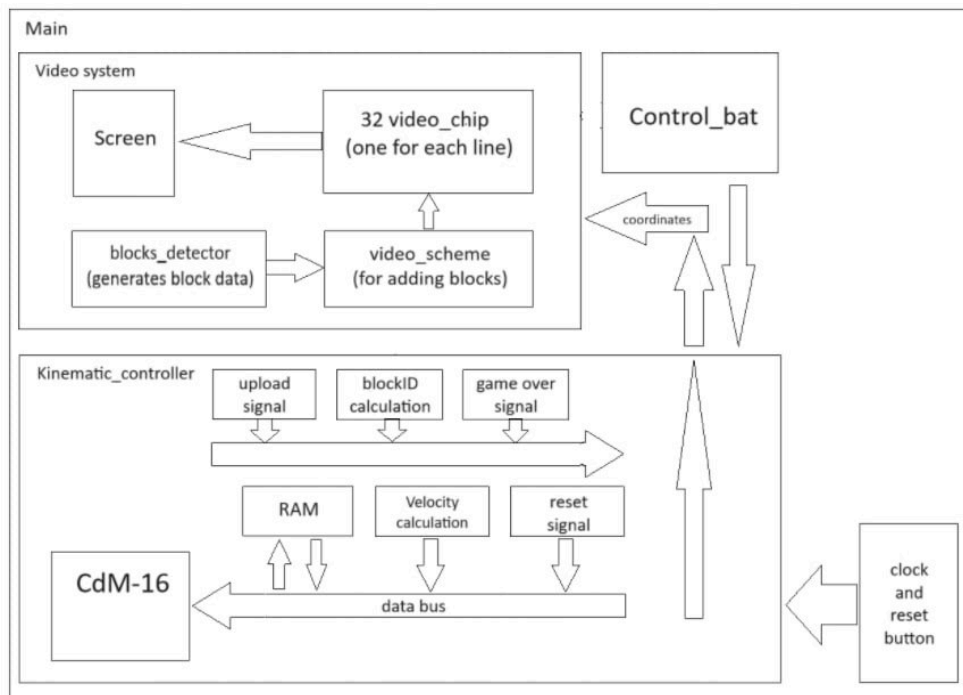 Main
Video system
Screen
32 video_chip
(one for each line)
Control_bat
coordinates
blocks_detector
(generates block data)
video_scheme
(for adding blocks)
Kinematic_controller
upload
signal
blockID
calculation
game over
signal
RAM
Velocity
calculation
reset
signal
CdM-16
data bus
clock
and
reset
button